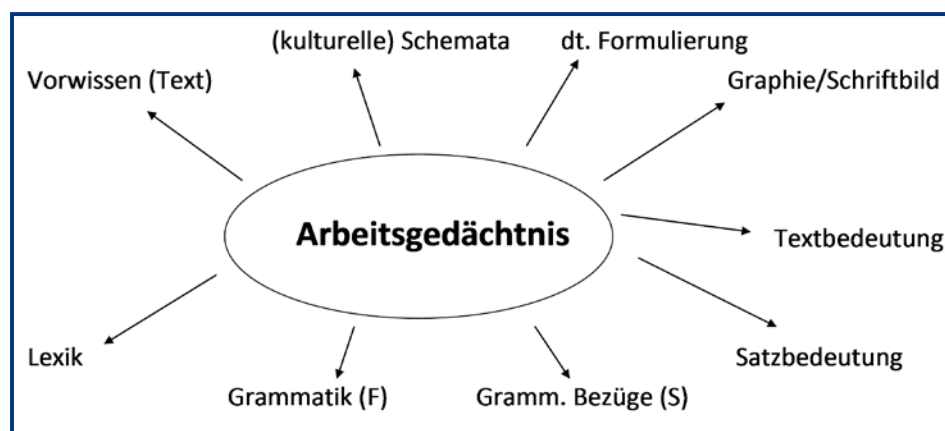 (kulturelle) Schemata
dt. Formulierung
Vorwissen (Text)
Graphie/Schriftbild
Arbeitsgedächtnis
Textbedeutung
Lexik
Satzbedeutung
Grammatik (F)
Gramm. Bezüge (S)